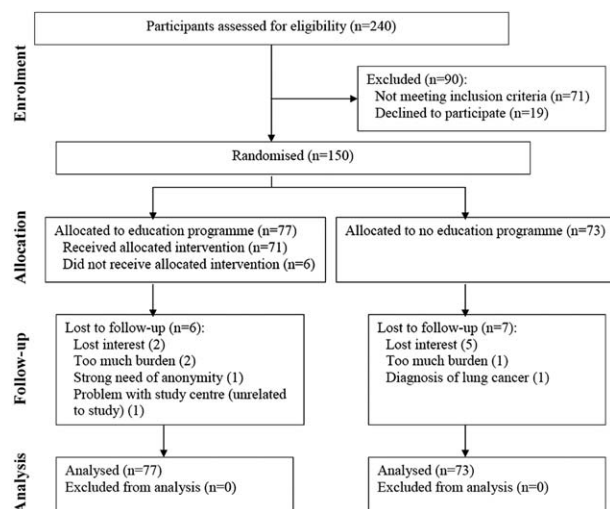 Participants assessed for eligibility (n=240)
Enrolment
Excluded (n=90):
Not meeting inclusion criteria (n=71)
Declined to participate (n=19)
Randomised (n=150)
Allocation
Allocated to education programme (n=77)
Received allocated intervention (n=71)
Did not receive allocated intervention (n=6)
Allocated to no education programme (n=73)
Follow-up
Lost to follow-up (n=6):
Lost interest (2)
Too much burden (2)
Strong need of anonymity (1)
Problem with study centre (unrelated
to study) (1)
Lost to follow-up (n=7):
Lost interest (5)
Too much burden (1)
Diagnosis of lung cancer (1)
Analysis
Analysed (n=77)
Excluded from analysis (n=0)
Analysed (n=73)
Excluded from analysis (n=0)